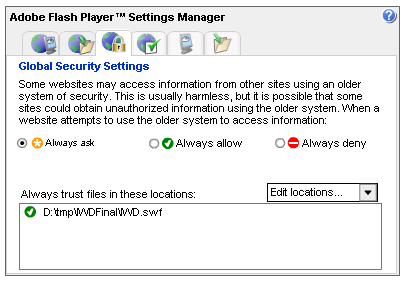 Adobe Flash Player™ Settings Manager
Global Security Settings
Some websites may access information from other sites using an older
system of security. This is usually harmless, but it is possible that some
sites could obtain unauthorized information using the older system. When a
website attempts to use the older system to access information:
Always ask
Always allow
Always deny
Always trust files in these locations:
Edit locations...
D:\tmp\WDFinal\WD.swf